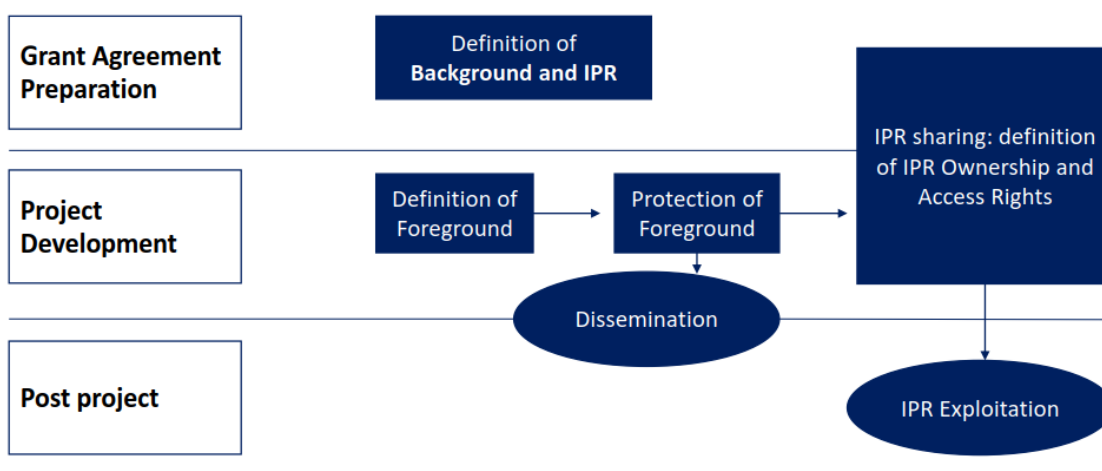 Grant Agreement
Preparation
Definition of
Background and IPR
IPR sharing: definition
of IPR Ownership and
Access Rights
Project
Development
Definition of
Foreground
Protection of
Foreground
Dissemination
Post project
IPR Exploitation